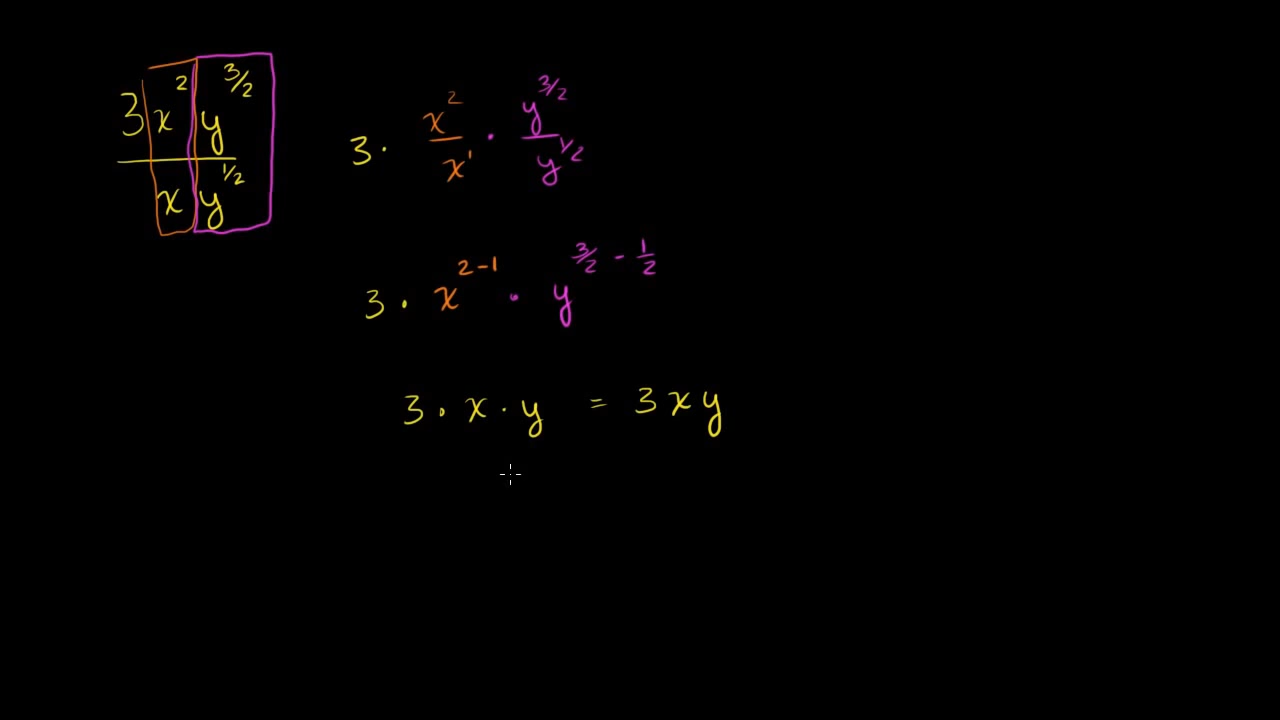 3x^{2}y^{3/2}
xy^{1/2}
3 · x^{2}/x^{1} · y^{3/2}/y^{1/2}
3 · x^{2-1} · y^{3/2 - 1/2}
3 · x · y = 3xy